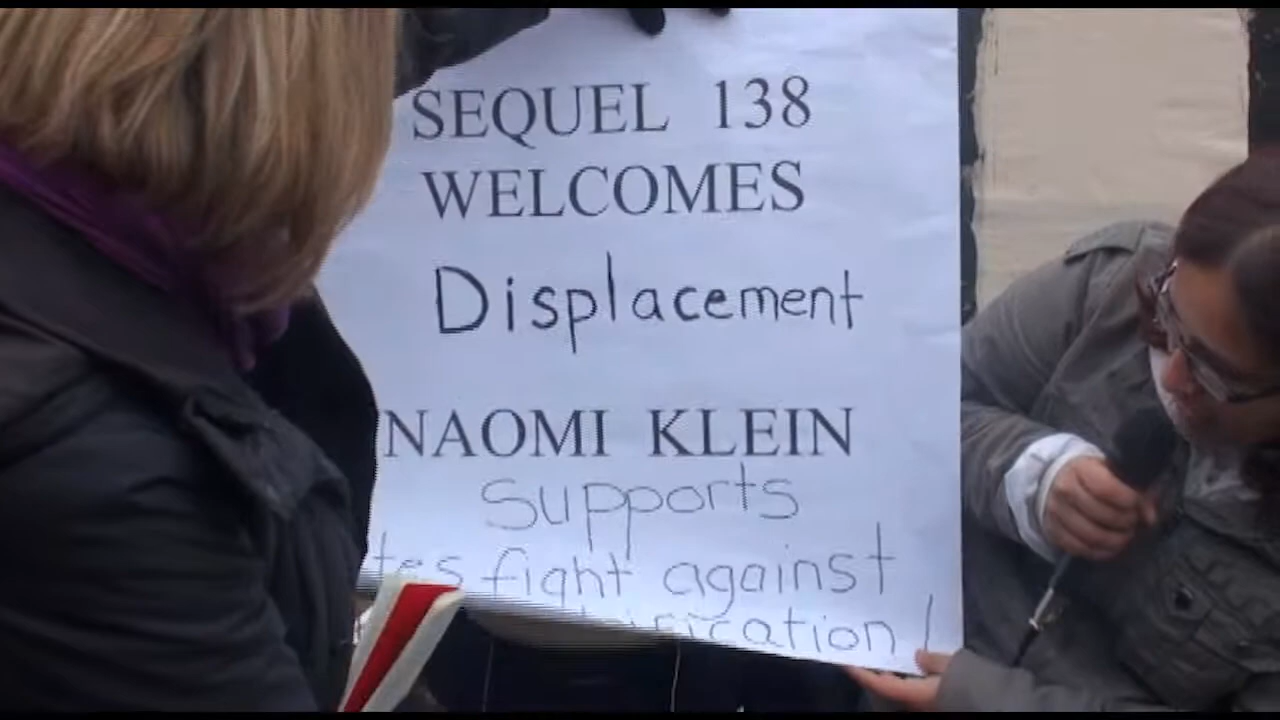 SEQUEL 138
WELCOMES
Displacement
NAOMI KLEIN
Supports
fight against